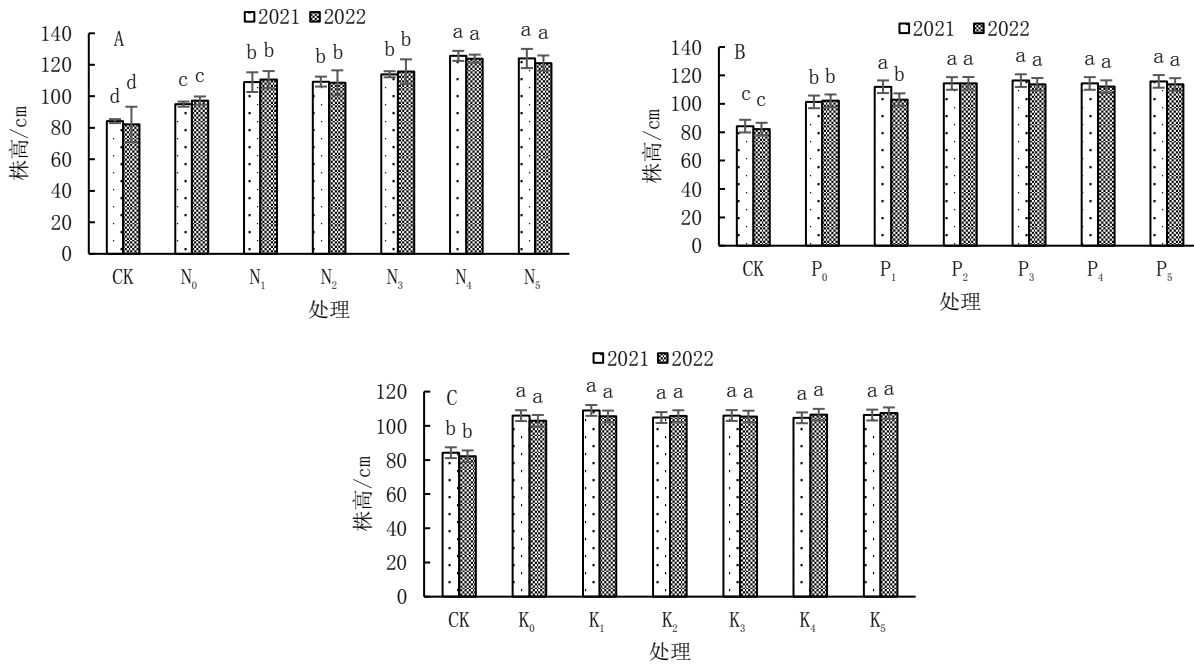 2021 2022
A
a a a a
b b b b b b
c c
d d
140
120
100
80
60
40
20
0
株高/cm
CK N₀ N₁ N₂ N₃ N₄ N₅
处理
2021 2022
B
a a a a a a a a a
b b b
c c
140
120
100
80
60
40
20
0
株高/cm
CK P₀ P₁ P₂ P₃ P₄ P₅
处理
2021 2022
C
a a a a a a a a a a a a
b b
120
100
80
60
40
20
0
株高/cm
CK K₀ K₁ K₂ K₃ K₄ K₅
处理